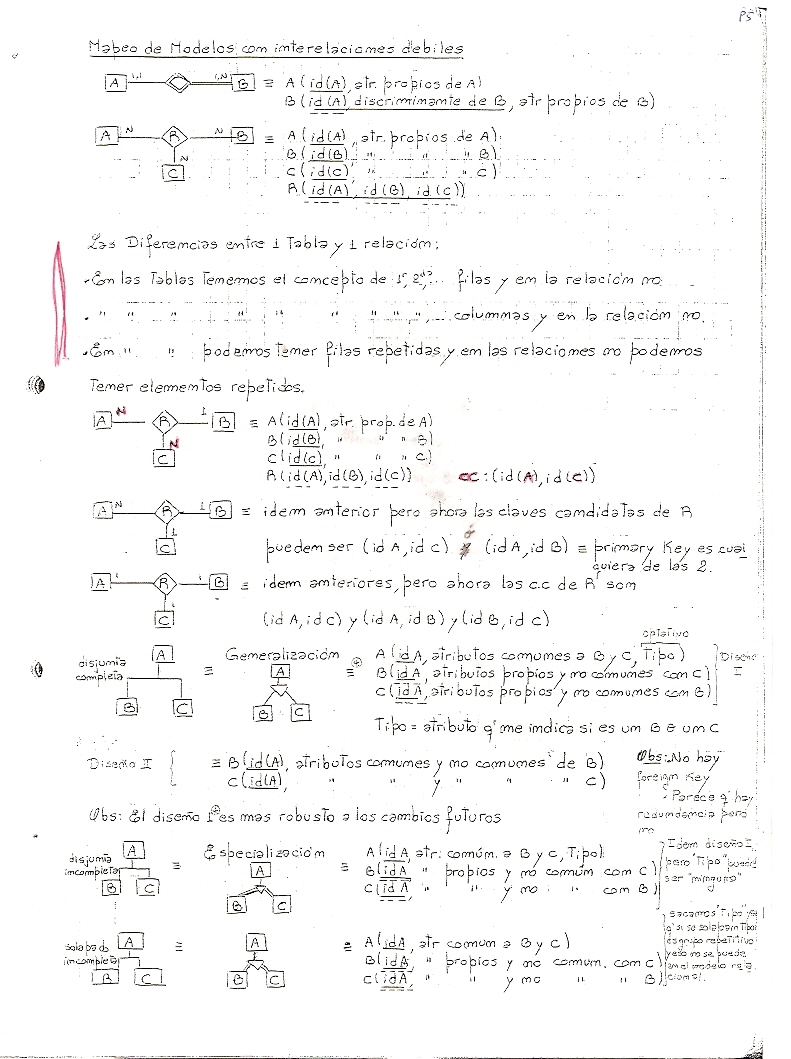 P5
Mapeo de Modelos con interelaciones debiles
A 1,1 1,N B ≡ A (id(A), atr. propios de A)
B (id(A), discriminante de B, atr propios de B)
A N R N B ≡ A (id(A), atr. propios de A)
B (id(B), " " " B)
N
C C (id(C), " " " C)
R (id(A), id(B), id(C))
Las Diferencias entre 1 Tabla y 1 relación:
• En las Tablas Tenemos el concepto de 1º, 2º,... filas y en la relación no
• " " " " " " " ,... columnas y en la relación no.
• En " " podemos tener filas repetidas y en las relaciones no podemos
Tener elementos repetidos.
A N R 1 B ≡ A (id(A), atr. prop. de A)
N B (id(B), " " " B)
C C (id(C), " " " C)
R (id(A), id(B), id(C)) CC: (id(A), id(C))
A N R 1 B ≡ idem anterior pero ahora las claves candidatas de R
1
C pueden ser (id A, id C) ó (id A, id B) ≡ primary Key es cual
quiera de las 2.
A 1 R 1 B ≡ idem anteriores, pero ahora las c.c de R son
1
C (id A, id C) y (id A, id B) y (id B, id C)
optativo
disjunta completa A B C ≡ Generalización A B C ≡ A (id A, atributos comunes a B y C, Tipo) Diseño I
B (id A, atributos propios y no comunes con C)
C (id A, atributos propios y no comunes con B)
Tipo = atributo q' me indica si es un B o un C
Diseño II ≡ B (id(A), atributos comunes y no comunes de B)
C (id(A), " " y " " " C)
Obs: No hay
foreign Key
- Parece q' hay
redundancia pero
no
Obs: El diseño I es mas robusto a los cambios futuros
disjunta incompleta A B C ≡ Especialización A B C ≡ A (id A, atr. común. a B y C, Tipo)
B (id A, " propios y no común con C)
C (id A, " " y no " con B)
Idem diseño I
pero "Tipo" puede
ser "ninguno"
solapada incompleta A B C ≡ A B C ≡ A (id A, atr comun a B y C)
B (id A, " propios y no comun. con C)
C (id A, " " y no " " B)
sacamos "Tipo" ya
q' si se solapan Tipo
es grupo repetitivo
y eso no se puede
en el modelo rela
cional.